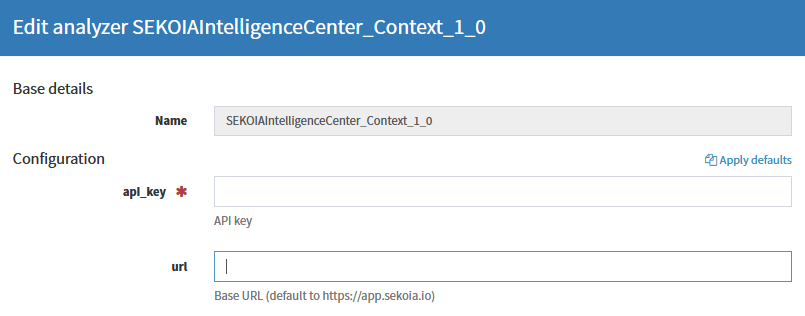 Edit analyzer SEKOIAIntelligenceCenter_Context_1_0
Base details
Name SEKOIAIntelligenceCenter_Context_1_0
Configuration Apply defaults
api_key ✱
API key
url
Base URL (default to https://app.sekoia.io)